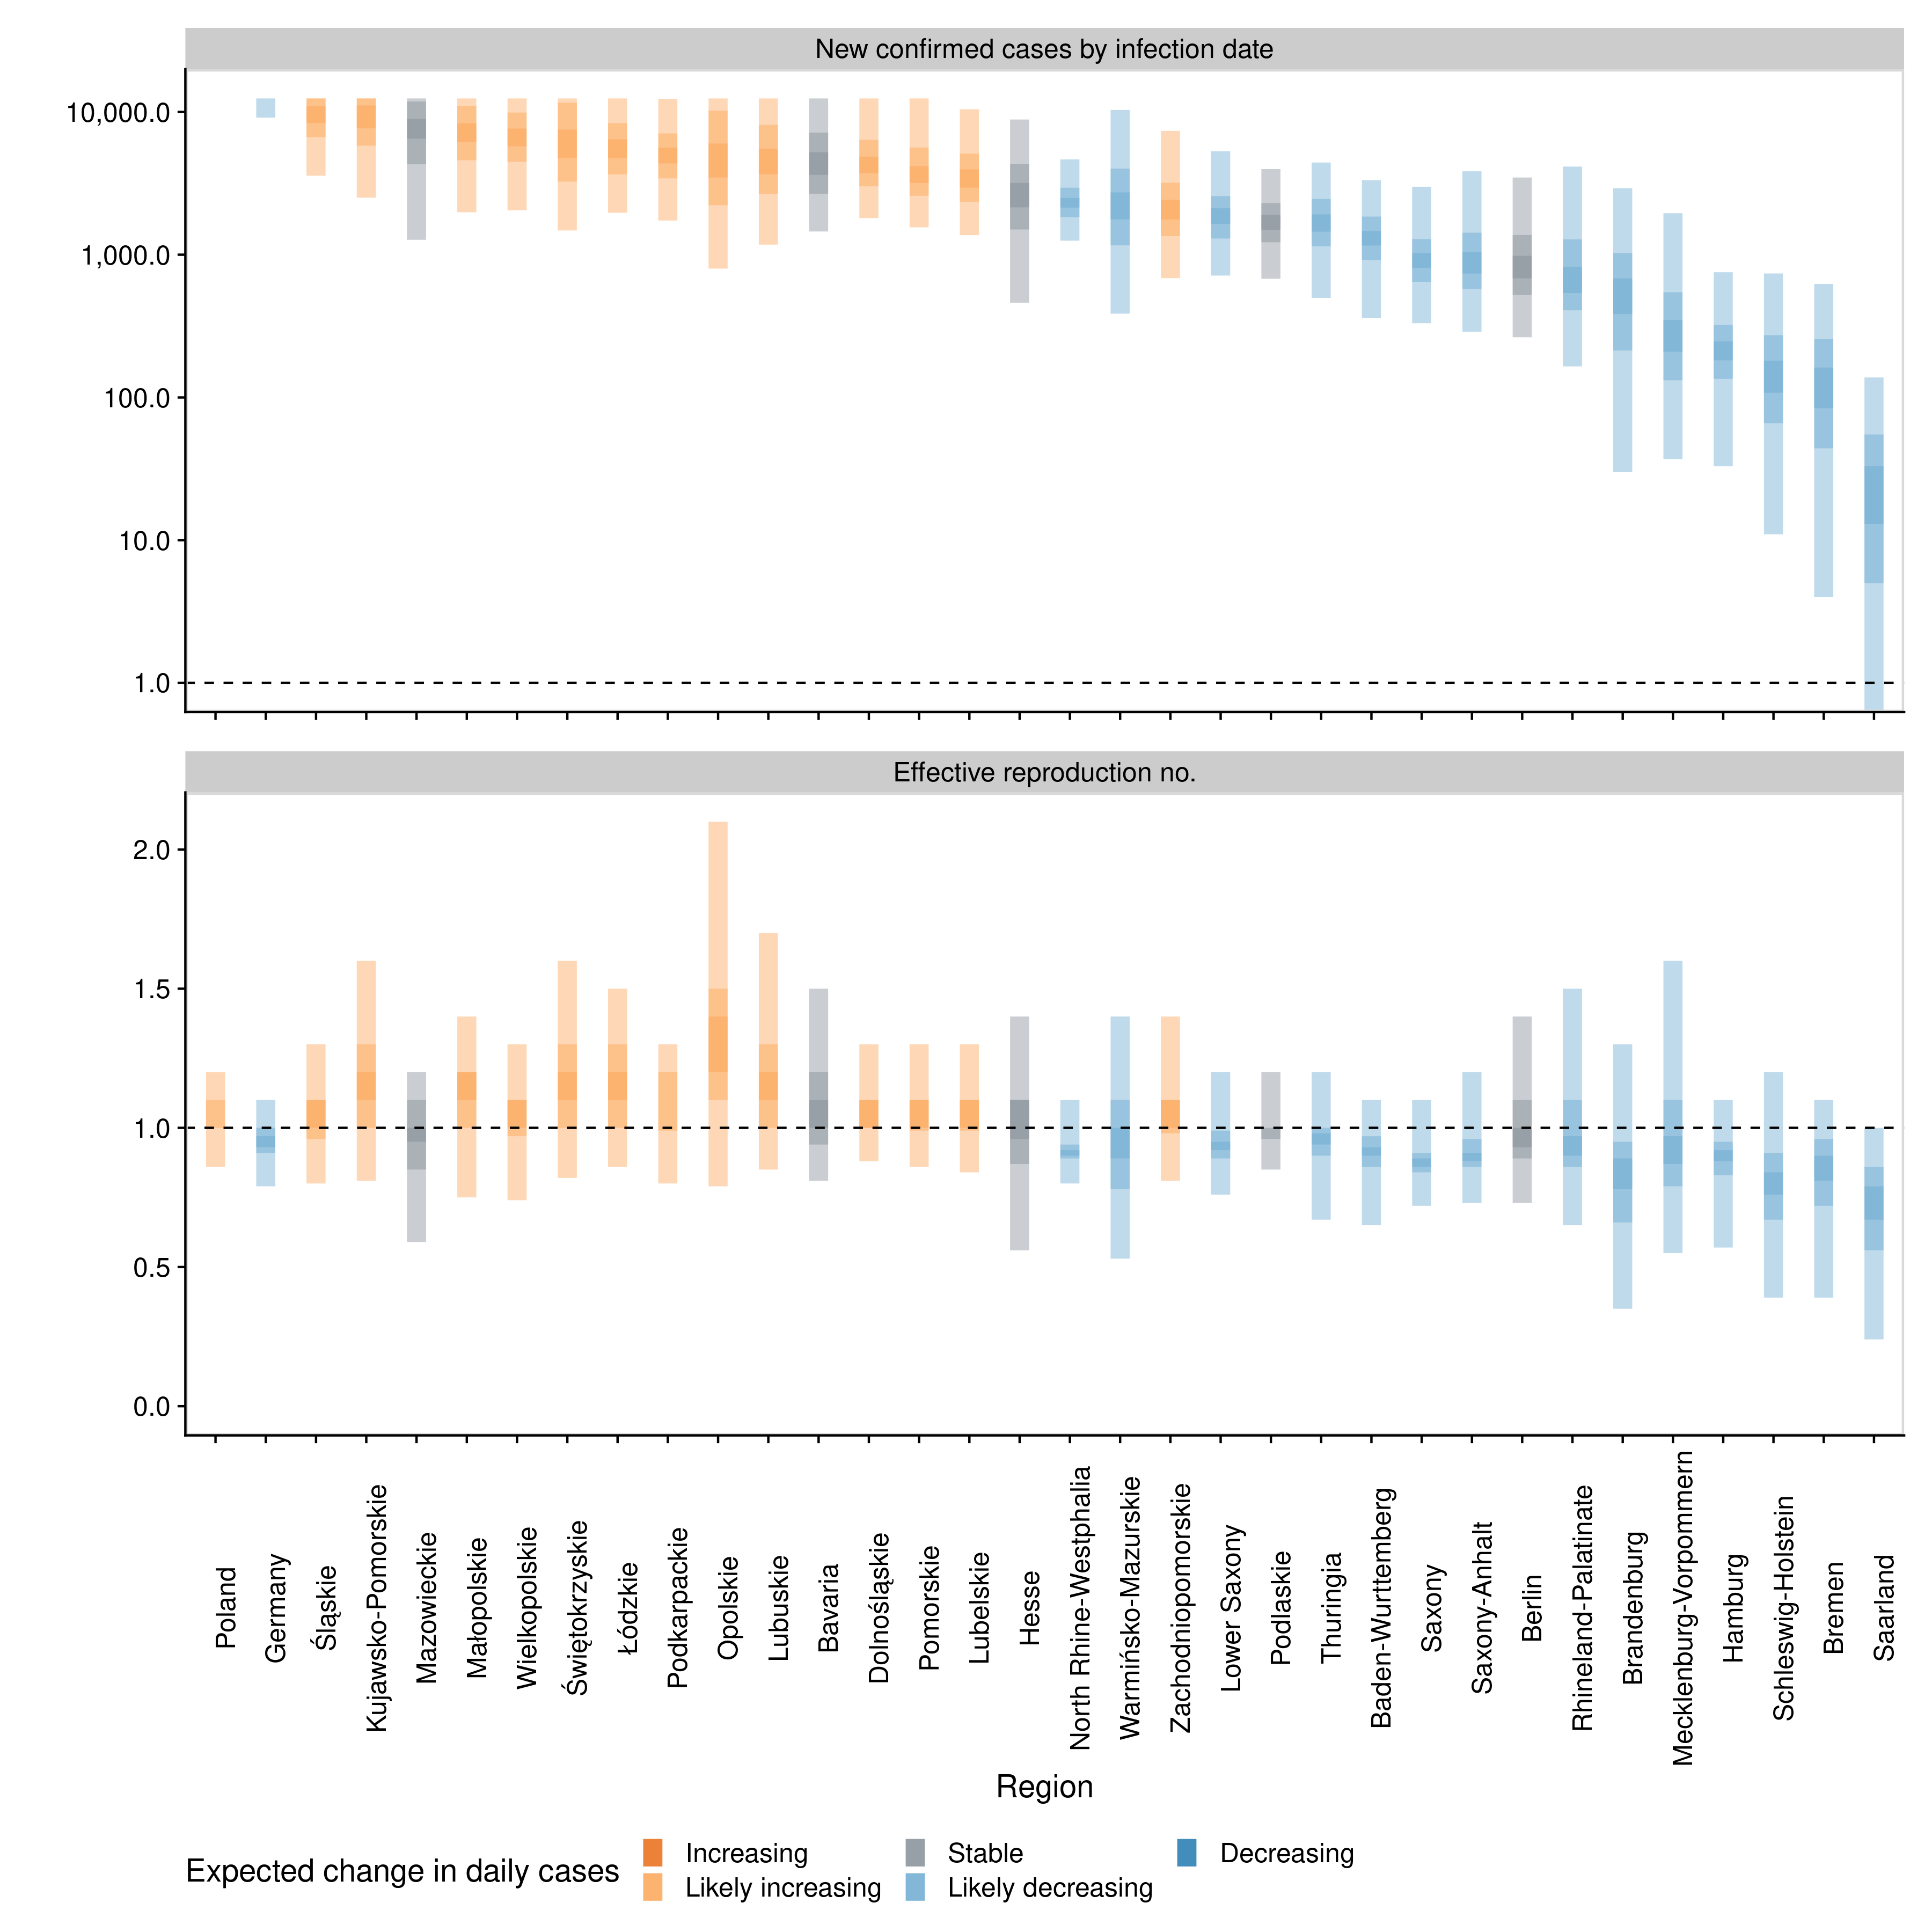 New confirmed cases by infection date
10,000.0
1,000.0
100.0
10.0
1.0
Effective reproduction no.
2.0
1.5
1.0
0.5
0.0
Poland
Germany
Śląskie
Kujawsko-Pomorskie
Mazowieckie
Małopolskie
Wielkopolskie
Świętokrzyskie
Łódzkie
Podkarpackie
Opolskie
Lubuskie
Bavaria
Dolnośląskie
Pomorskie
Lubelskie
Hesse
North Rhine-Westphalia
Warmińsko-Mazurskie
Zachodniopomorskie
Lower Saxony
Podlaskie
Thuringia
Baden-Wurttemberg
Saxony
Saxony-Anhalt
Berlin
Rhineland-Palatinate
Brandenburg
Mecklenburg-Vorpommern
Hamburg
Schleswig-Holstein
Bremen
Saarland
Region
Expected change in daily cases
Increasing
Likely increasing
Stable
Likely decreasing
Decreasing